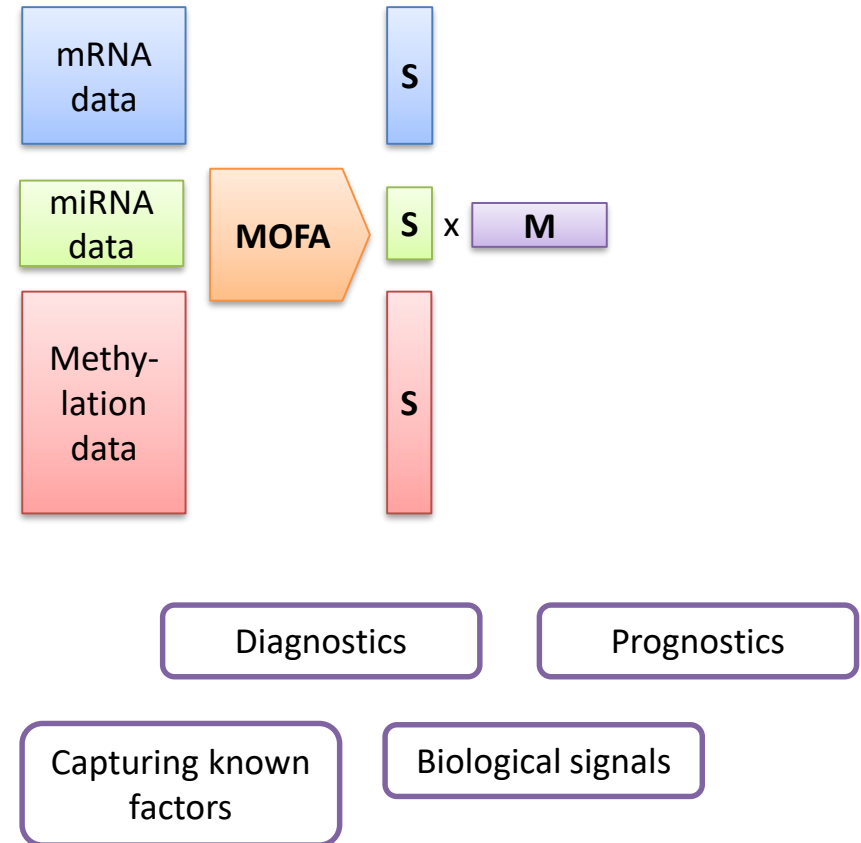 mRNA
data
S
miRNA
data
MOFA
S x M
Methy-
lation
data
S
Diagnostics
Prognostics
Capturing known
factors
Biological signals